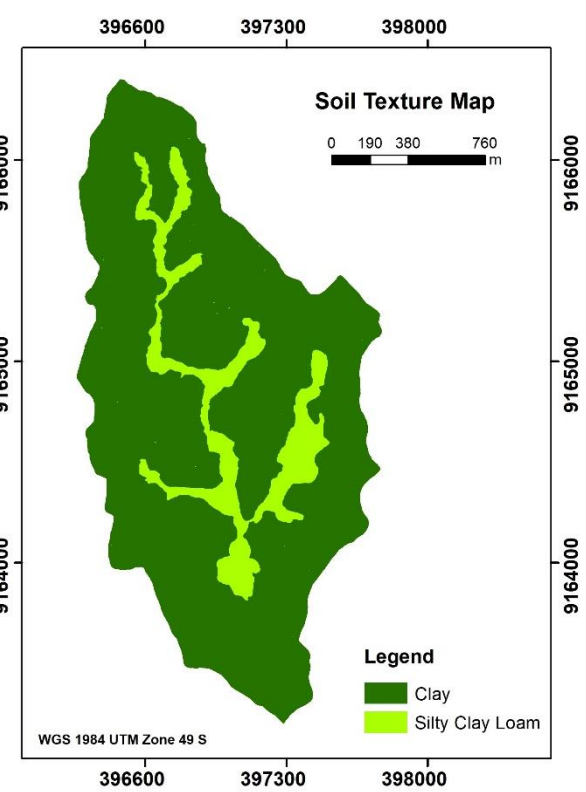 396600 397300 398000
Soil Texture Map
0 190 380 760
m
9166000 9166000
9165000 9165000
9164000 9164000
Legend
Clay
Silty Clay Loam
WGS 1984 UTM Zone 49 S
396600 397300 398000